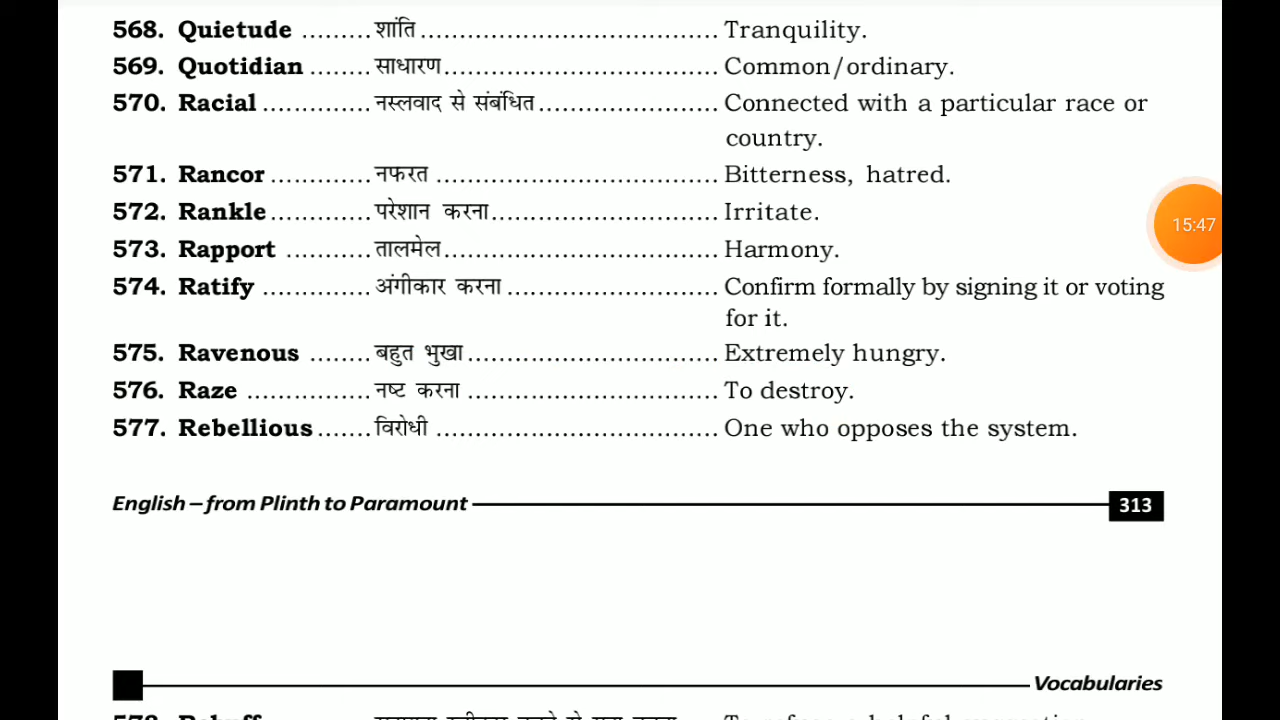 568. Quietude ......... शांति ...................................... Tranquility.
569. Quotidian ........ साधारण ................................... Common/ordinary.
570. Racial .............. नस्लवाद से संबंधित ....................... Connected with a particular race or
country.
571. Rancor ............. नफरत .................................... Bitterness, hatred.
572. Rankle ............. परेशान करना ............................. Irritate.
573. Rapport ........... तालमेल ................................... Harmony.
574. Ratify .............. अंगीकार करना ........................... Confirm formally by signing it or voting
for it.
575. Ravenous ........ बहुत भुखा ................................ Extremely hungry.
576. Raze ................ नष्ट करना ................................ To destroy.
577. Rebellious ....... विरोधी .................................... One who opposes the system.
15:47
English – from Plinth to Paramount 313
Vocabularies